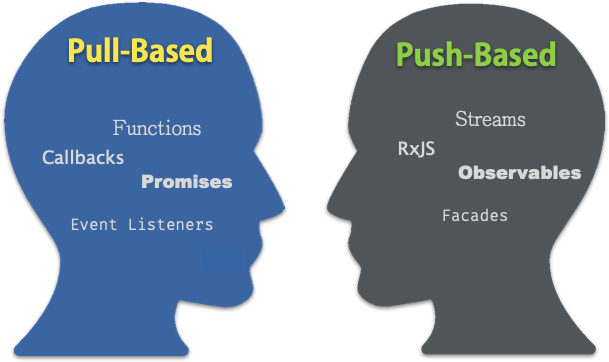 Pull-Based
Functions
Callbacks
Promises
Event Listeners
Push-Based
Streams
RxJS
Observables
Facades